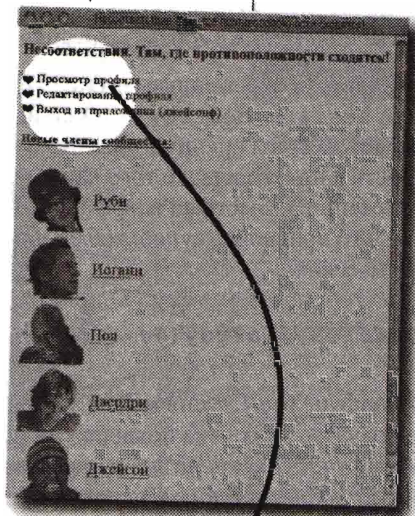 Несоответствия. Там, где противоположности сходятся!
❤ Просмотр профиля
❤ Редактирование профиля
❤ Выход из приложения (джейсонф)
Новые члены сообщества:
Руби
Йоганн
Пол
Джейсон